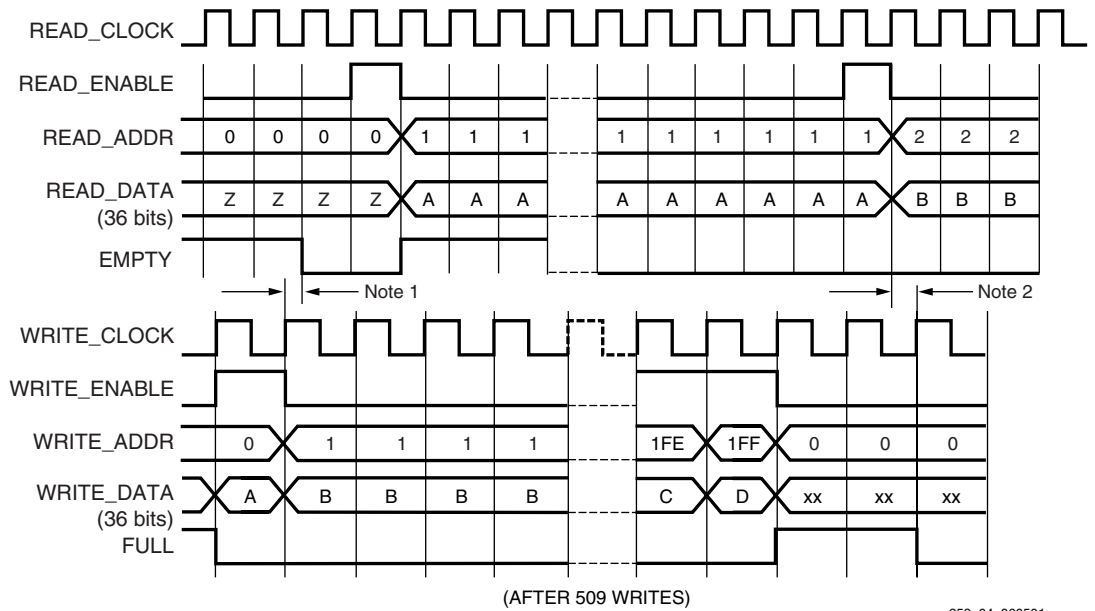 READ_CLOCK
READ_ENABLE
READ_ADDR 0 0 0 0 1 1 1 1 1 1 1 1 1 2 2 2
READ_DATA Z Z Z Z A A A A A A A A A B B B
(36 bits)
EMPTY
Note 1 Note 2
WRITE_CLOCK
WRITE_ENABLE
WRITE_ADDR 0 1 1 1 1 1FE 1FF 0 0 0
WRITE_DATA A B B B B C D xx xx xx
(36 bits)
FULL
(AFTER 509 WRITES)